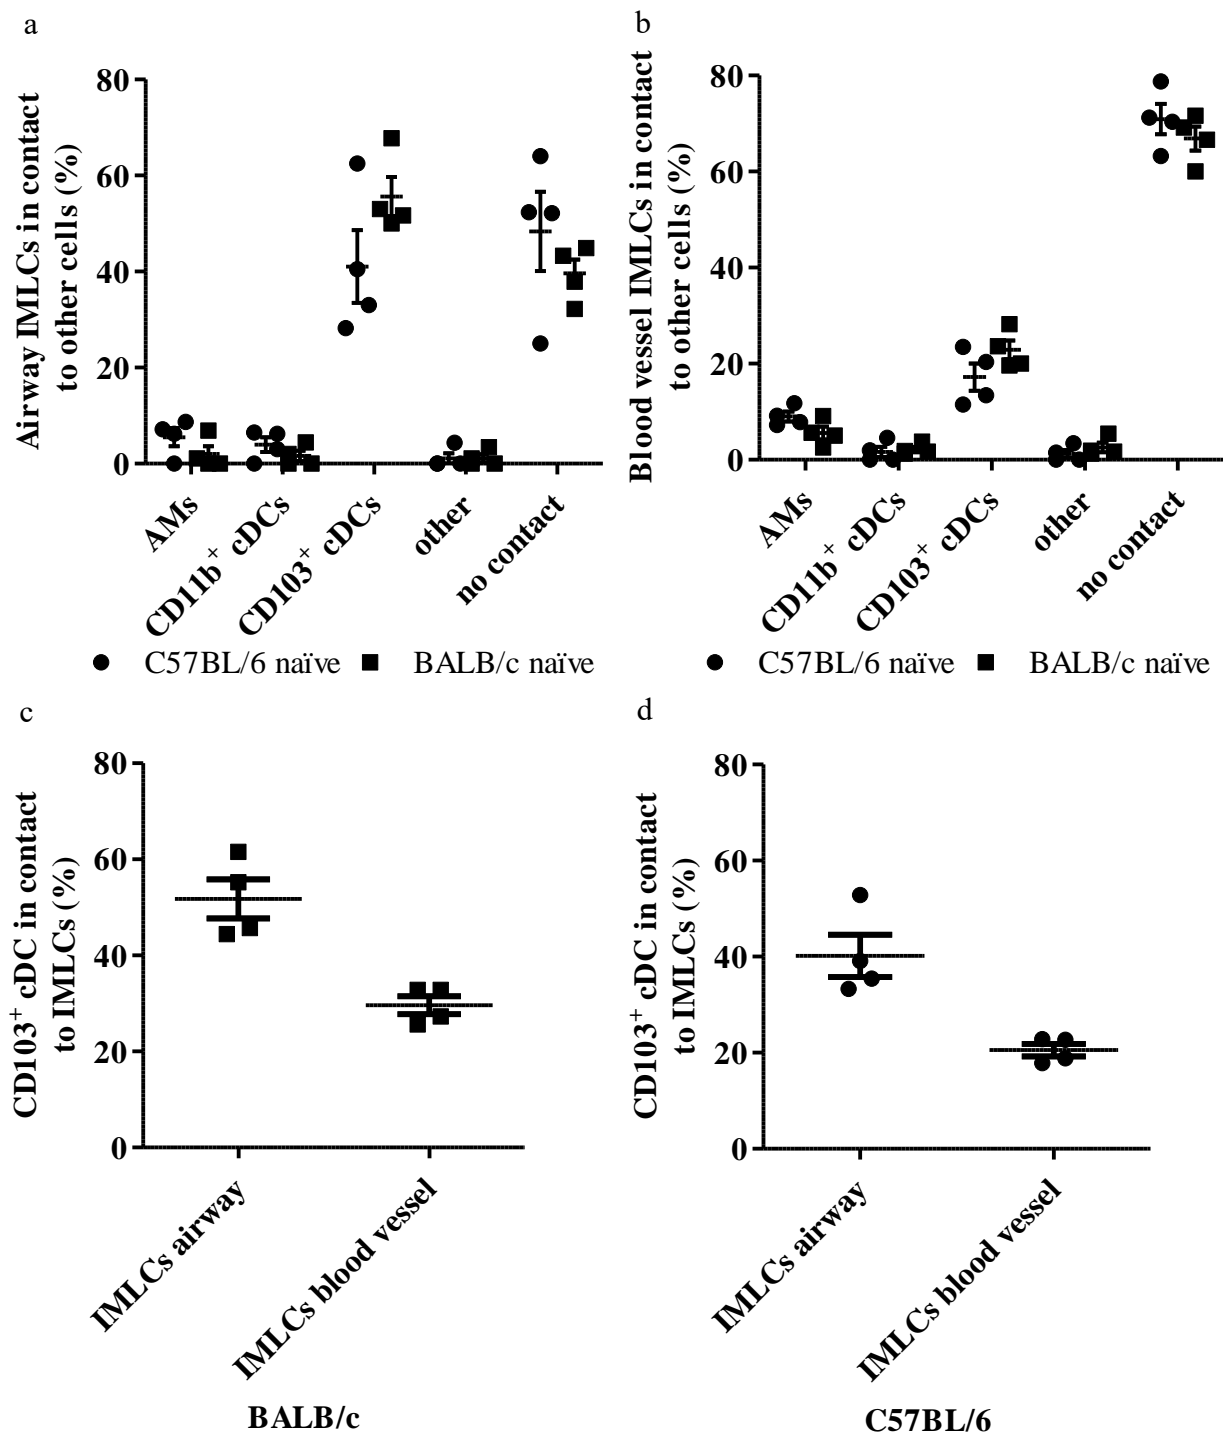 a
Airway IMLCs in contact
to other cells (%)
80
60
40
20
0
AMs
CD11b+ cDCs
CD103+ cDCs
other
no contact
C57BL/6 naïve
BALB/c naïve
b
Blood vessel IMLCs in contact
to other cells (%)
80
60
40
20
0
AMs
CD11b+ cDCs
CD103+ cDCs
other
no contact
C57BL/6 naïve
BALB/c naïve
c
CD103+ cDC in contact
to IMLCs (%)
80
60
40
20
0
IMLCs airway
IMLCs blood vessel
BALB/c
d
CD103+ cDC in contact
to IMLCs (%)
80
60
40
20
0
IMLCs airway
IMLCs blood vessel
C57BL/6